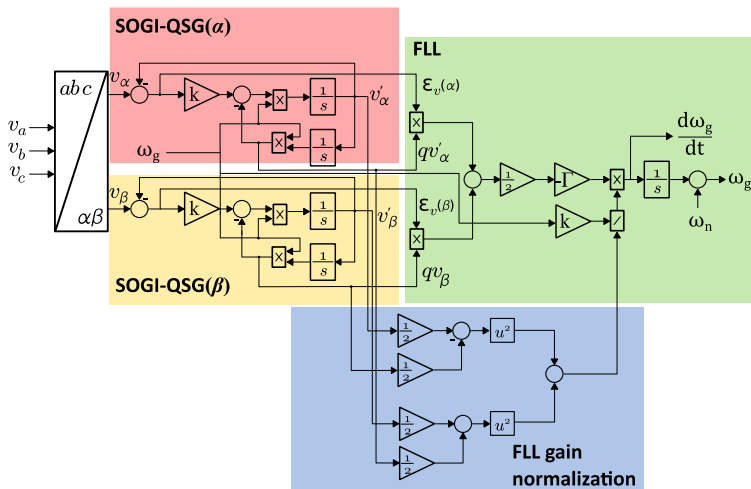 SOGI-QSG(α)
abc
αβ
v_a
v_b
v_c
v_α
-
k
-
x
1/s
v'_α
x
1/s
ω_g
v_β
-
k
-
x
1/s
v'_β
x
1/s
SOGI-QSG(β)
FLL
ε_v(α)
x
qv'_α
ε_v(β)
x
qv_β
1/2
-Γ
x
dω_g/dt
1/s
ω_g
ω_n
k
/
1/2
-
u²
1/2
1/2
u²
1/2
FLL gain
normalization